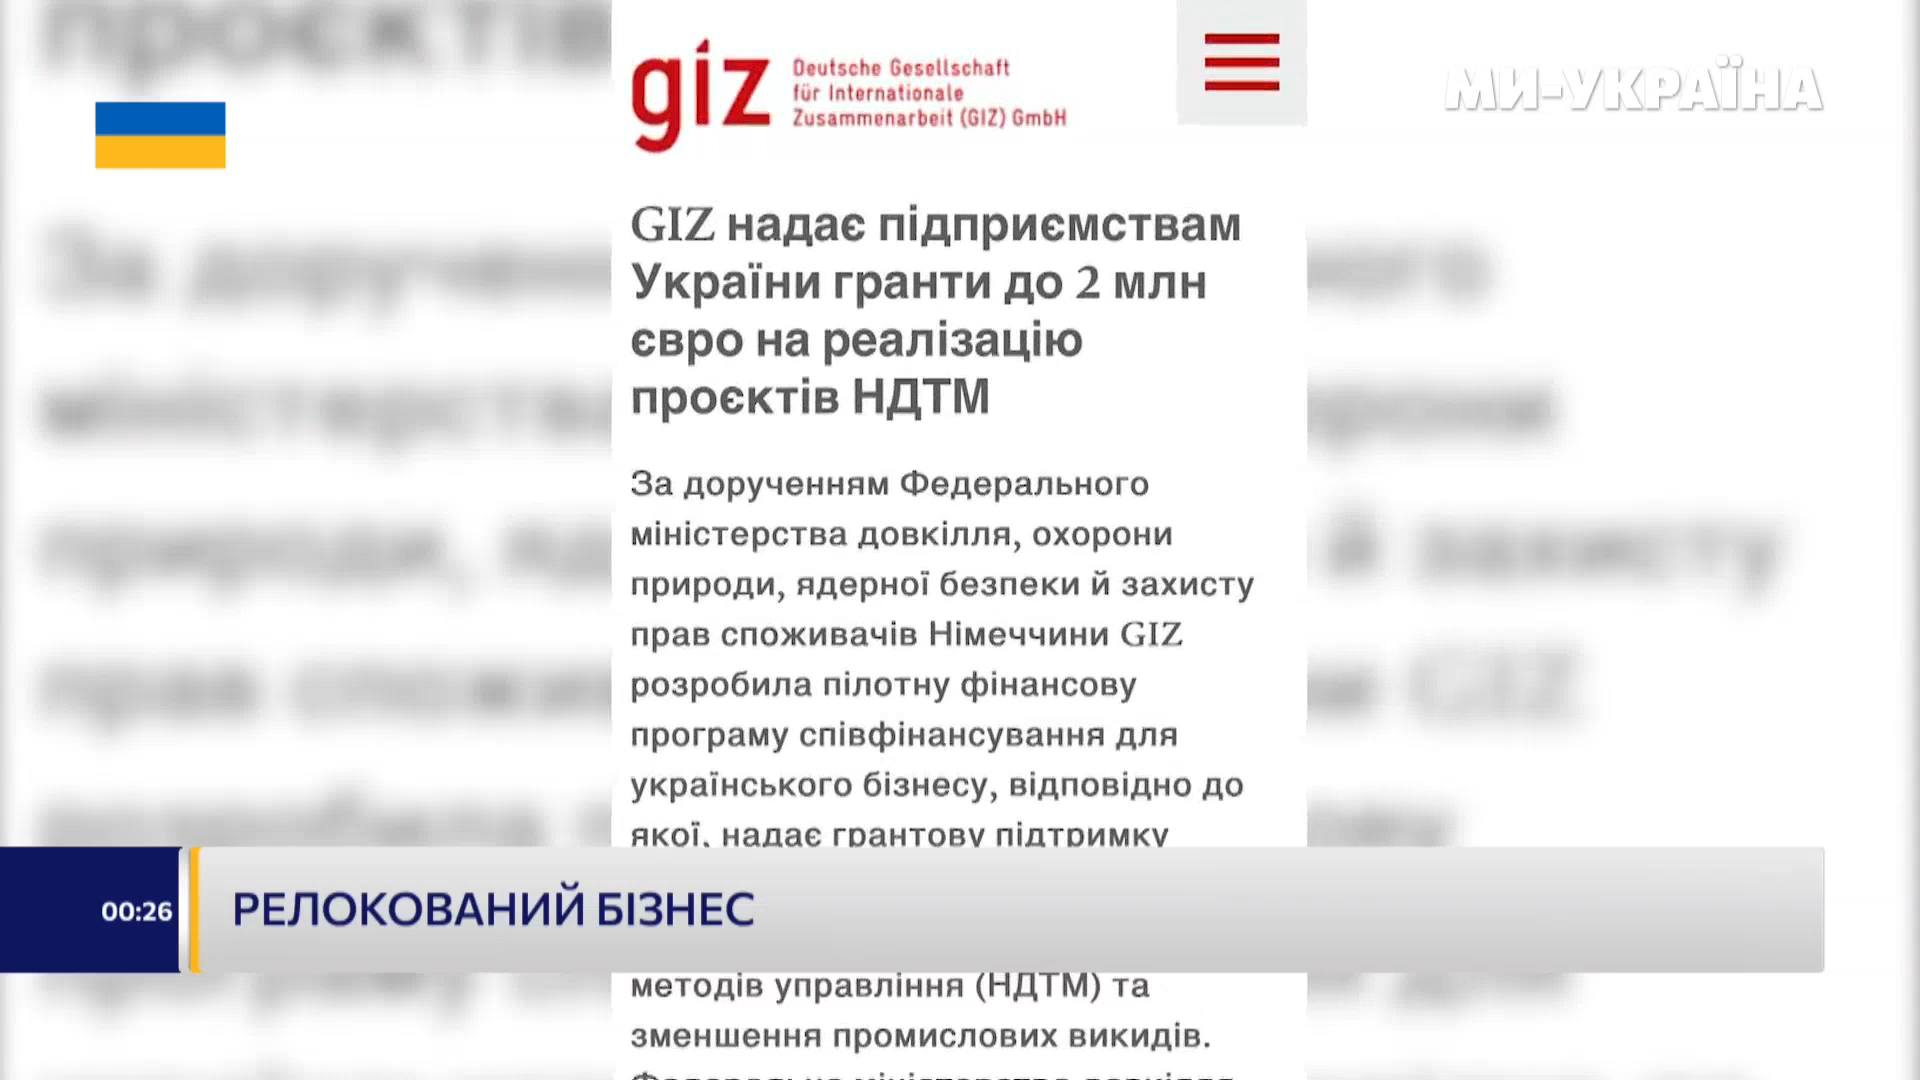 giz
Deutsche Gesellschaft
für Internationale
Zusammenarbeit (GIZ) GmbH
МИ-УКРАЇНА
GIZ надає підприємствам
України гранти до 2 млн
євро на реалізацію
проєктів НДТМ
За дорученням Федерального
міністерства довкілля, охорони
природи, ядерної безпеки й захисту
прав споживачів Німеччини GIZ
розробила пілотну фінансову
програму співфінансування для
українського бізнесу, відповідно до
якої, надає грантову підтримку
00:26
РЕЛОКОВАНИЙ БІЗНЕС
методів управління (НДТМ) та
зменшення промислових викидів.